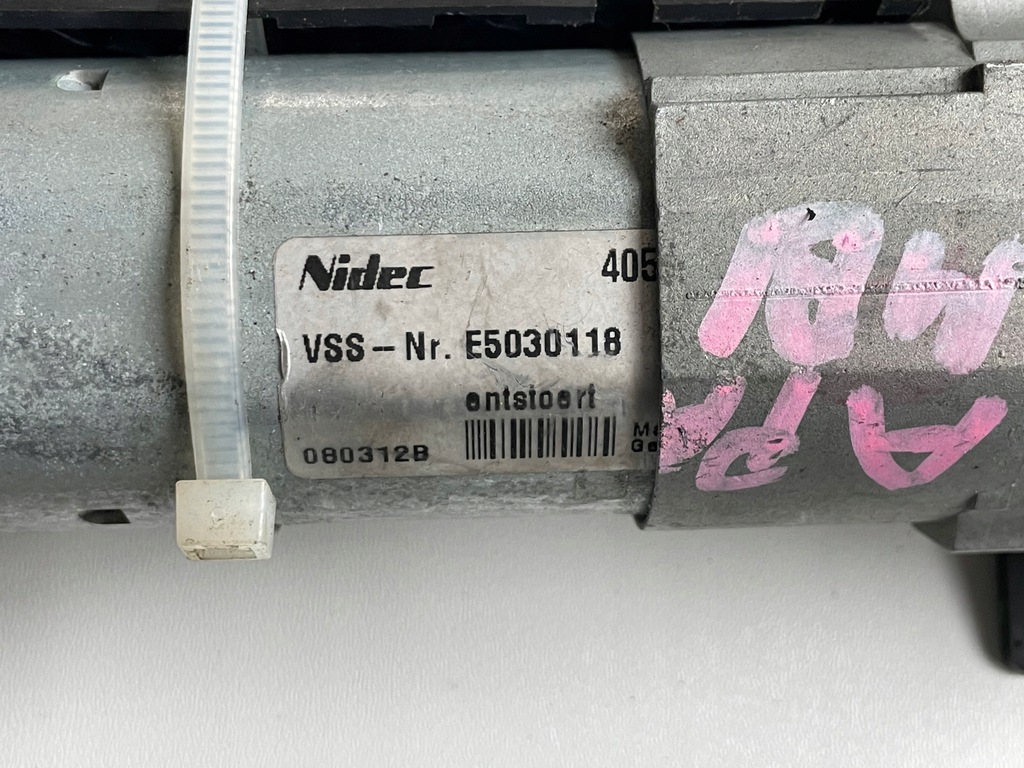 Nidec 405
VSS-Nr. E5030118
entstoert
080312B